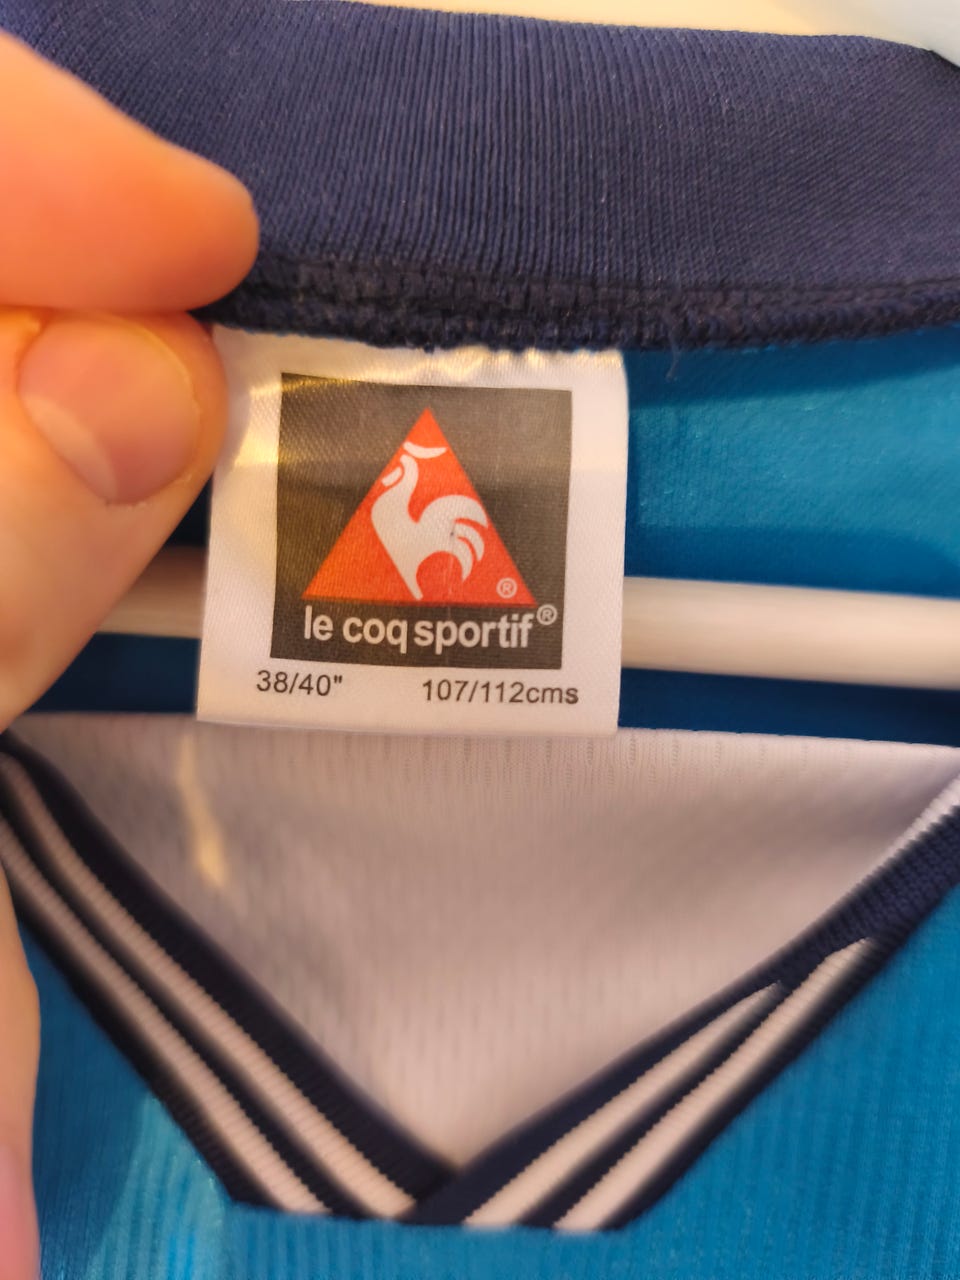 ®
le coq sportif®
38/40" 107/112cms